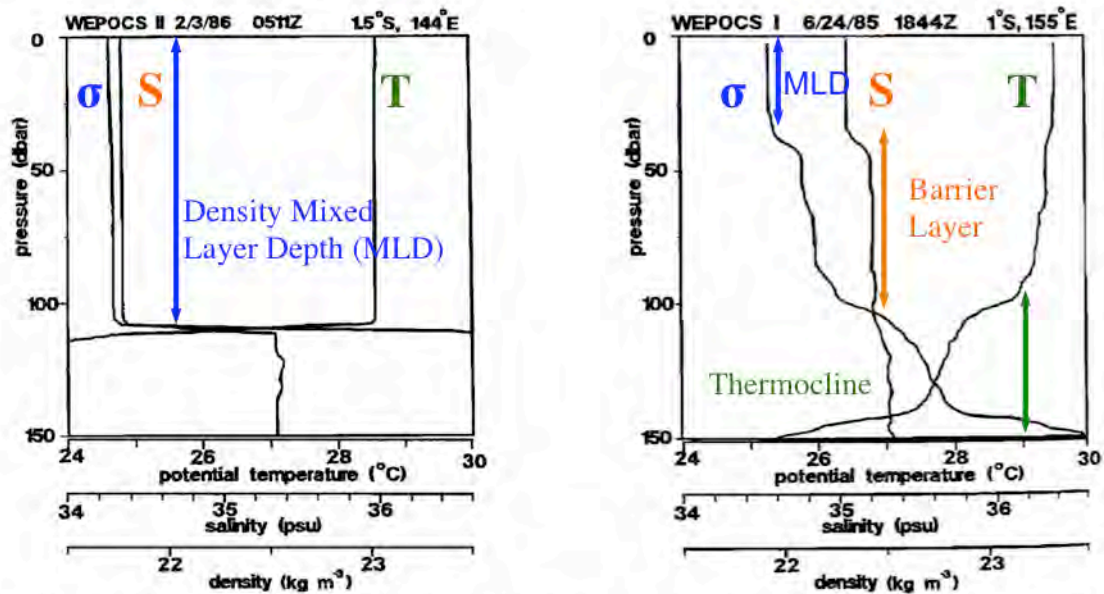 WEPOCS II 2/3/86 0511Z 1.5°S, 144°E
0
50
100
150
pressure (dbar)
σ S T
Density Mixed
Layer Depth (MLD)
24 26 28 30
potential temperature (°C)
34 35 36
salinity (psu)
22 23
density (kg m⁻³)
WEPOCS I 6/24/85 1844Z 1°S, 155°E
0
50
100
150
pressure (dbar)
σ MLD S T
Barrier
Layer
Thermocline
24 26 28 30
potential temperature (°C)
34 35 36
salinity (psu)
22 23
density (kg m⁻³)